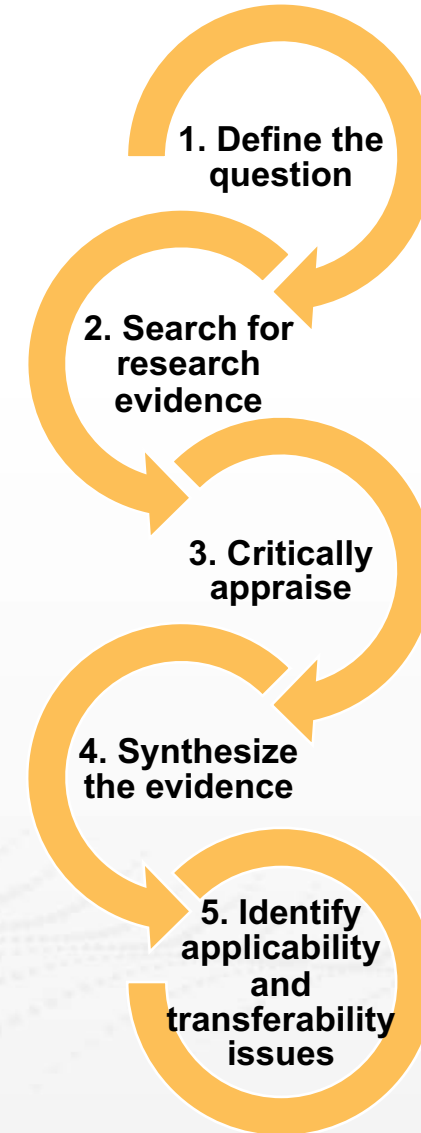 1. Define the
question
2. Search for
research
evidence
3. Critically
appraise
4. Synthesize
the evidence
5. Identify
applicability
and
transferability
issues